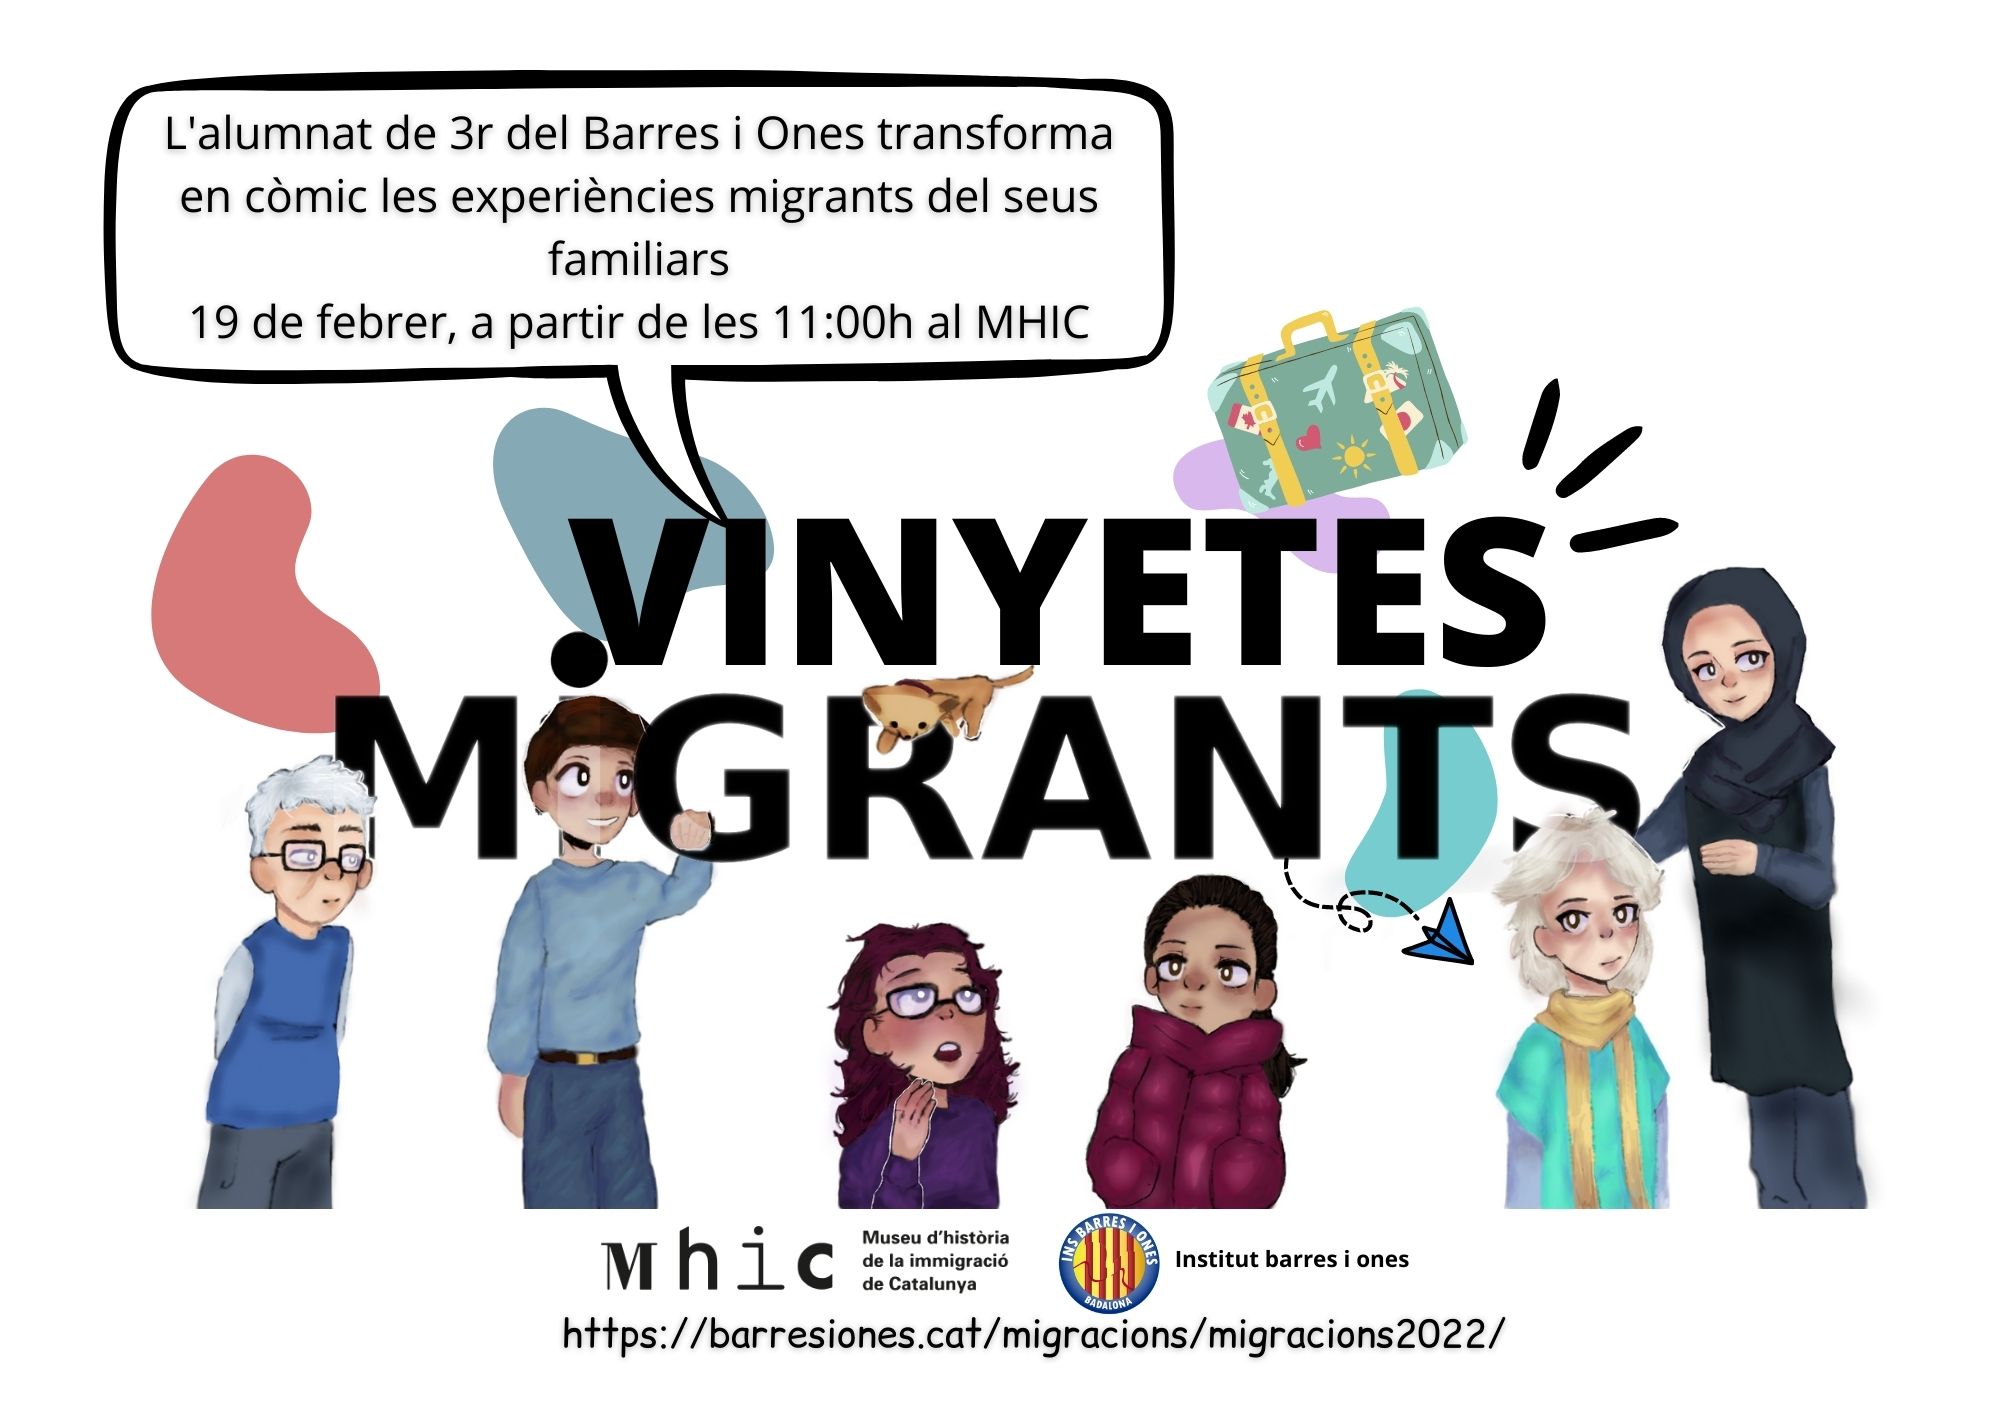 L'alumnat de 3r del Barres i Ones transforma
en còmic les experiències migrants del seus
familiars
19 de febrer, a partir de les 11:00h al MHIC
VINYETES
MiGRANTS
Mhic
Museu d'història
de la immigració
de Catalunya
INS BARRES I ONES
BADALONA
Institut barres i ones
https://barresiones.cat/migracions/migracions2022/